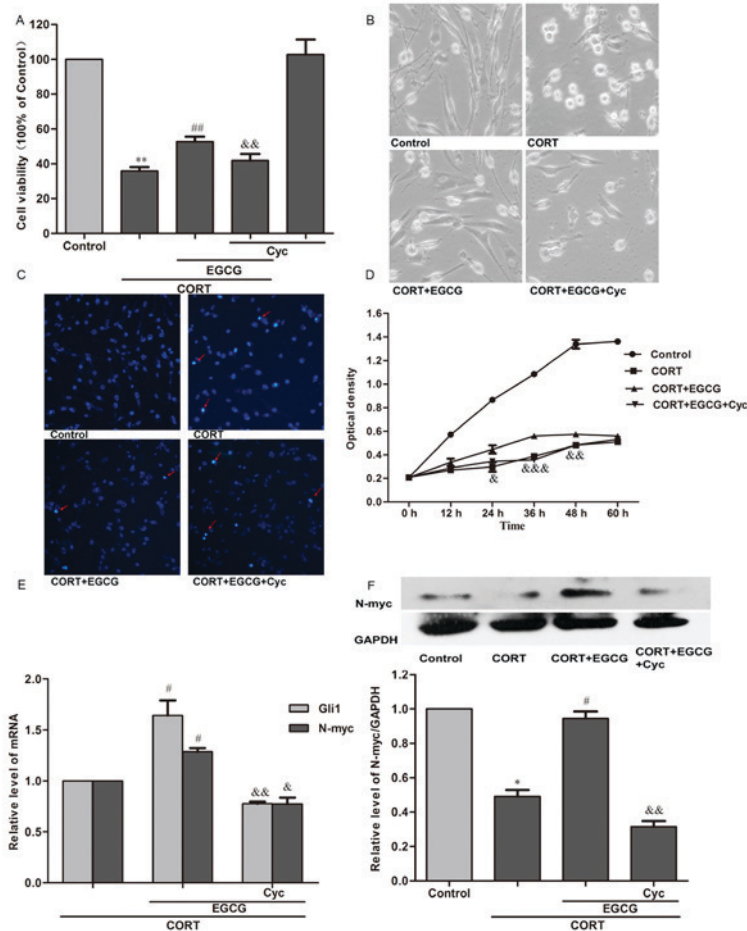 A
Cell viability (100% of Control)
120
100
80
60
40
20
0
**
##
&&
Control
Cyc
EGCG
CORT
B
Control
CORT
CORT+EGCG
CORT+EGCG+Cyc
C
Control
CORT
CORT+EGCG
CORT+EGCG+Cyc
D
Optical density
1.6
1.4
1.2
1.0
0.8
0.6
0.4
0.2
&
&&&
&&
0 h
12 h
24 h
36 h
48 h
60 h
Time
Control
CORT
CORT+EGCG
CORT+EGCG+Cyc
E
Relative level of mRNA
2.0
1.5
1.0
0.5
0.0
#
#
&&
&
Gli1
N-myc
Cyc
EGCG
CORT
F
N-myc
GAPDH
Control
CORT
CORT+EGCG
CORT+EGCG
+Cyc
Relative level of N-myc/GAPDH
1.0
0.8
0.6
0.4
0.2
0.0
*
#
&&
Control
Cyc
EGCG
CORT